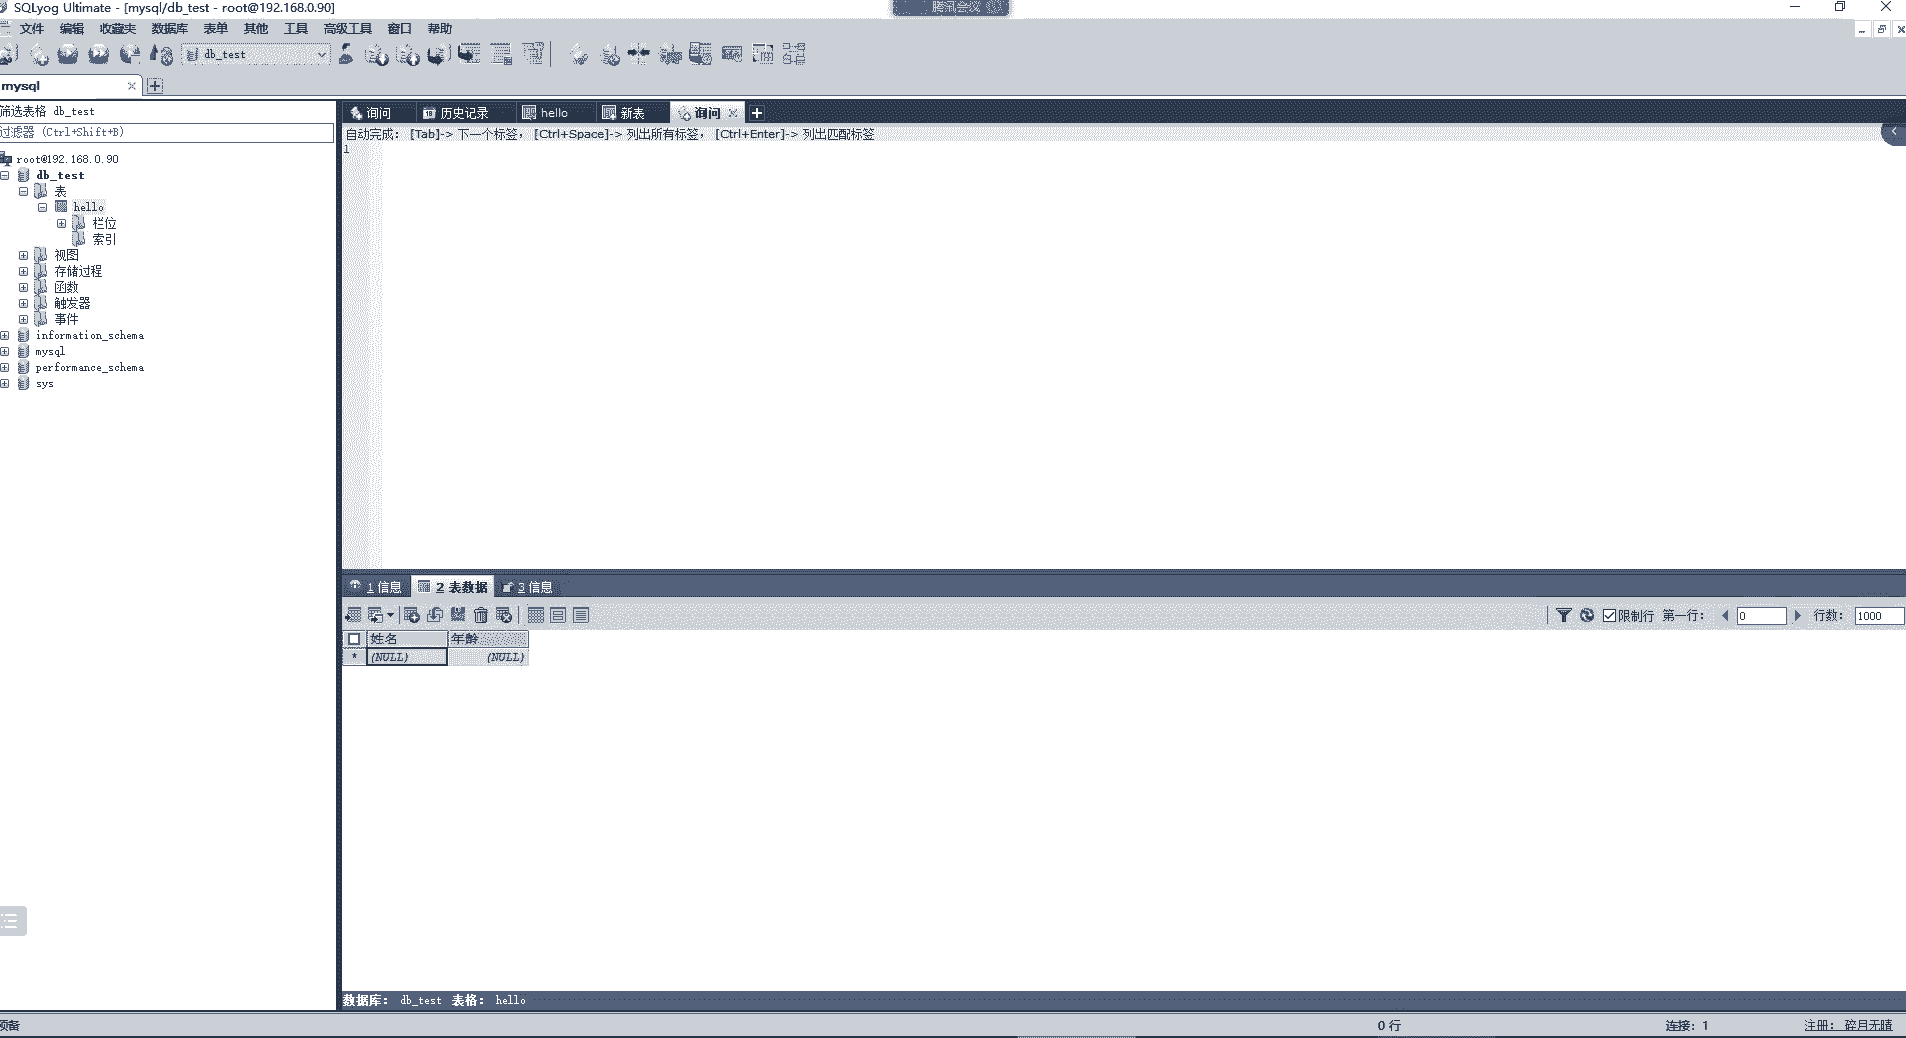 SQLyog Ultimate - [mysql/db_test - root@192.168.0.90]
腾讯会议
文件 编辑 收藏夹 数据库 表单 其他 工具 高级工具 窗口 帮助
db_test
mysql
筛选表格 db_test
过滤器 (Ctrl+Shift+B)
root@192.168.0.90
db_test
表
hello
栏位
索引
视图
存储过程
函数
触发器
事件
information_schema
mysql
performance_schema
sys
询问 历史记录 hello 新表 询问
自动完成: [Tab]-> 下一个标签, [Ctrl+Space]-> 列出所有标签, [Ctrl+Enter]-> 列出匹配标签
1
1 信息 2 表数据 3 信息
限制行 第一行: 0 行数: 1000
姓名 年龄
* (NULL) (NULL)
数据库: db_test 表格: hello
预备 0 行 连接: 1 注册: 碎月无晴